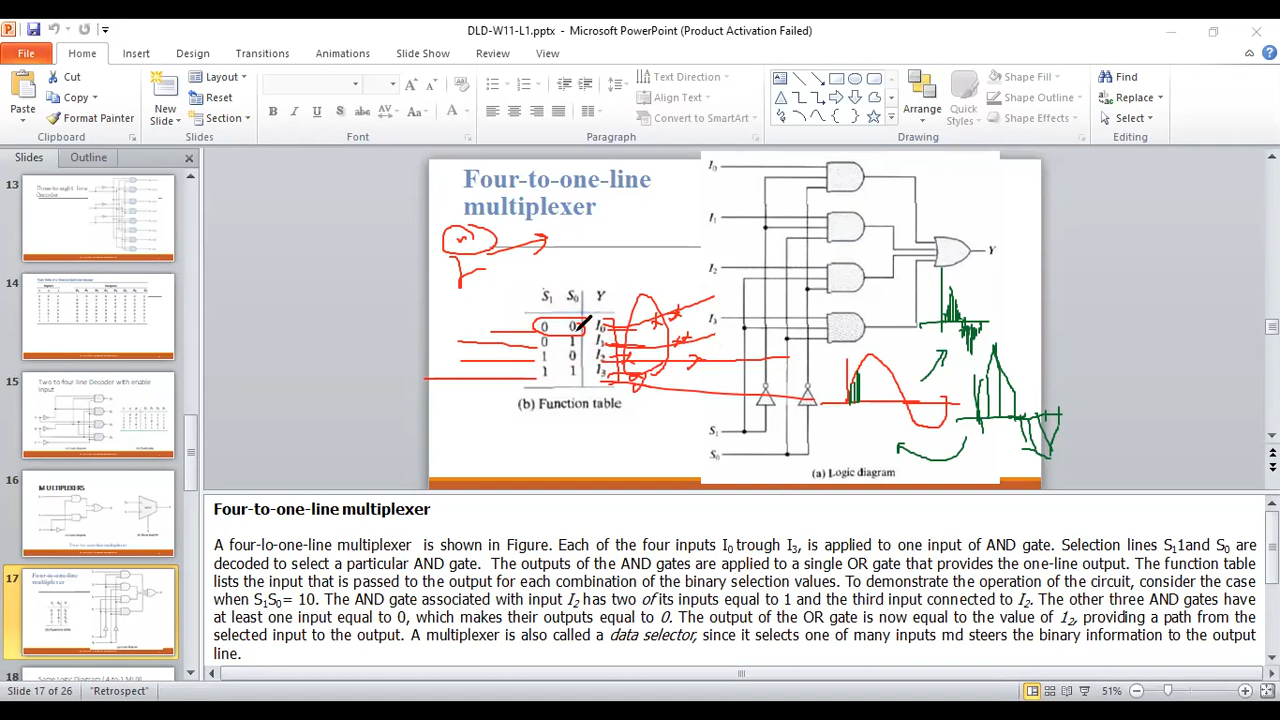 DLD-W11-L1.pptx - Microsoft PowerPoint (Product Activation Failed)
File Home Insert Design Transitions Animations Slide Show Review View
Cut
Copy
Format Painter
Paste
Clipboard
New Slide
Layout
Reset
Section
Slides
Font
Paragraph
Text Direction
Align Text
Convert to SmartArt
Arrange
Quick Styles
Shape Fill
Shape Outline
Shape Effects
Drawing
Find
Replace
Select
Editing
Slides Outline
13
Three-to-eight line
Decoder
14
15
Two to four line Decoder with enable
input
16
MULTIPLEXERS
17
Four-to-one-line
multiplexer
18
Four-to-one-line
multiplexer
S1 S0 Y
0 0 I0
0 1 I1
1 0 I2
1 1 I3
(b) Function table
I0
I1
I2
I3
Y
S1
S0
(a) Logic diagram
Four-to-one-line multiplexer
A four-lo-one-line multiplexer is shown in Figure. Each of the four inputs I0 trough I3, is applied to one input of AND gate. Selection lines S11and S0 are
decoded to select a particular AND gate. The outputs of the AND gates are applied to a single OR gate that provides the one-line output. The function table
lists the input that is passed to the output for each combination of the binary selection values. To demonstrate the operation of the circuit, consider the case
when S1S0= 10. The AND gate associated with input I2 has two of its inputs equal to 1 and the third input connected to I2. The other three AND gates have
at least one input equal to 0, which makes their outputs equal to 0. The output of the OR gate is now equal to the value of 12, providing a path from the
selected input to the output. A multiplexer is also called a data selector, since it selects one of many inputs md steers the binary information to the output
line.
Slide 17 of 26 "Retrospect" 51%